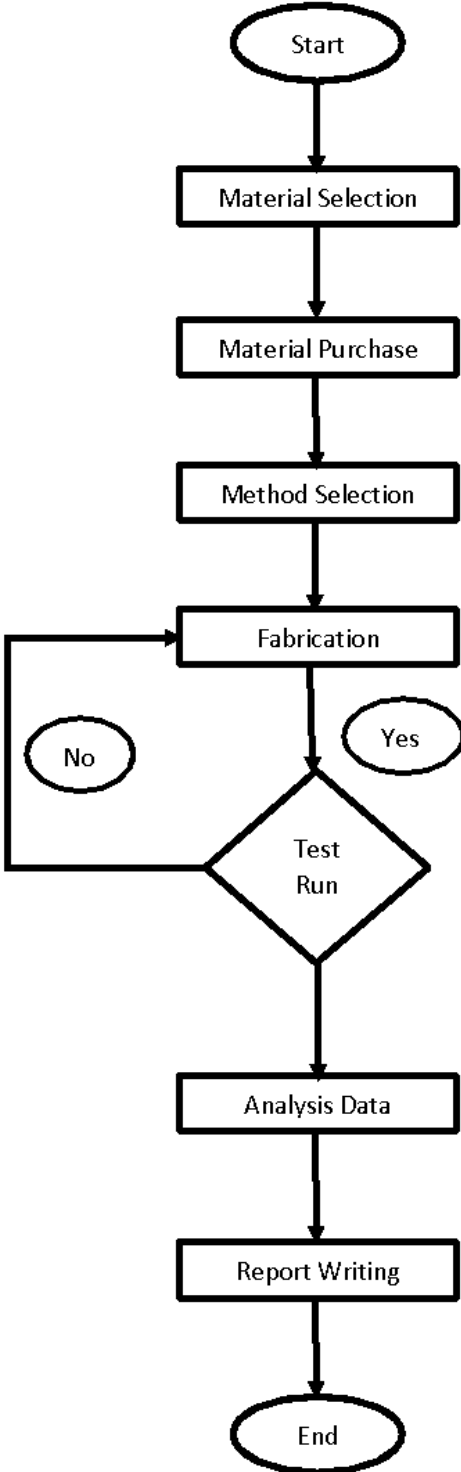 Start
Material Selection
Material Purchase
Method Selection
Fabrication
Yes
No
Test
Run
Analysis Data
Report Writing
End